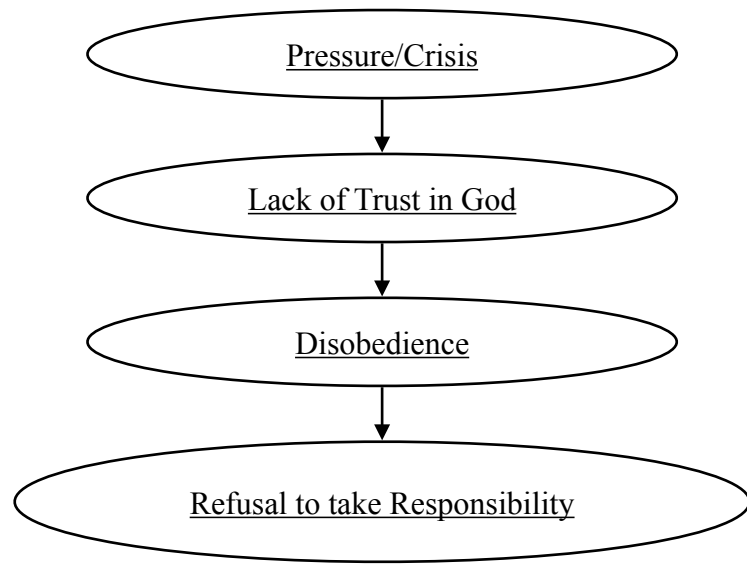 Pressure/Crisis
Lack of Trust in God
Disobedience
Refusal to take Responsibility